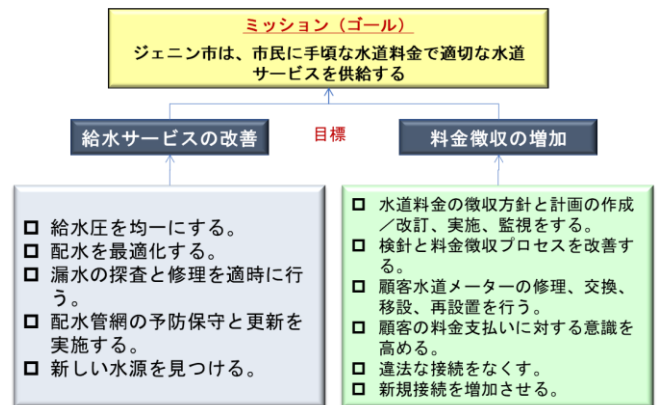 ミッション（ゴール）
ジェニン市は、市民に手頃な水道料金で適切な水道
サービスを供給する
給水サービスの改善
目標
料金徴収の増加
□ 給水圧を均一にする。
□ 配水を最適化する。
□ 漏水の探査と修理を適時に行
う。
□ 配水管網の予防保守と更新を
実施する。
□ 新しい水源を見つける。
□ 水道料金の徴収方針と計画の作成
／改訂、実施、監視をする。
□ 検針と料金徴収プロセスを改善す
る。
□ 顧客水道メーターの修理、交換、
移設、再設置を行う。
□ 顧客の料金支払いに対する意識を
高める。
□ 違法な接続をなくす。
□ 新規接続を増加させる。